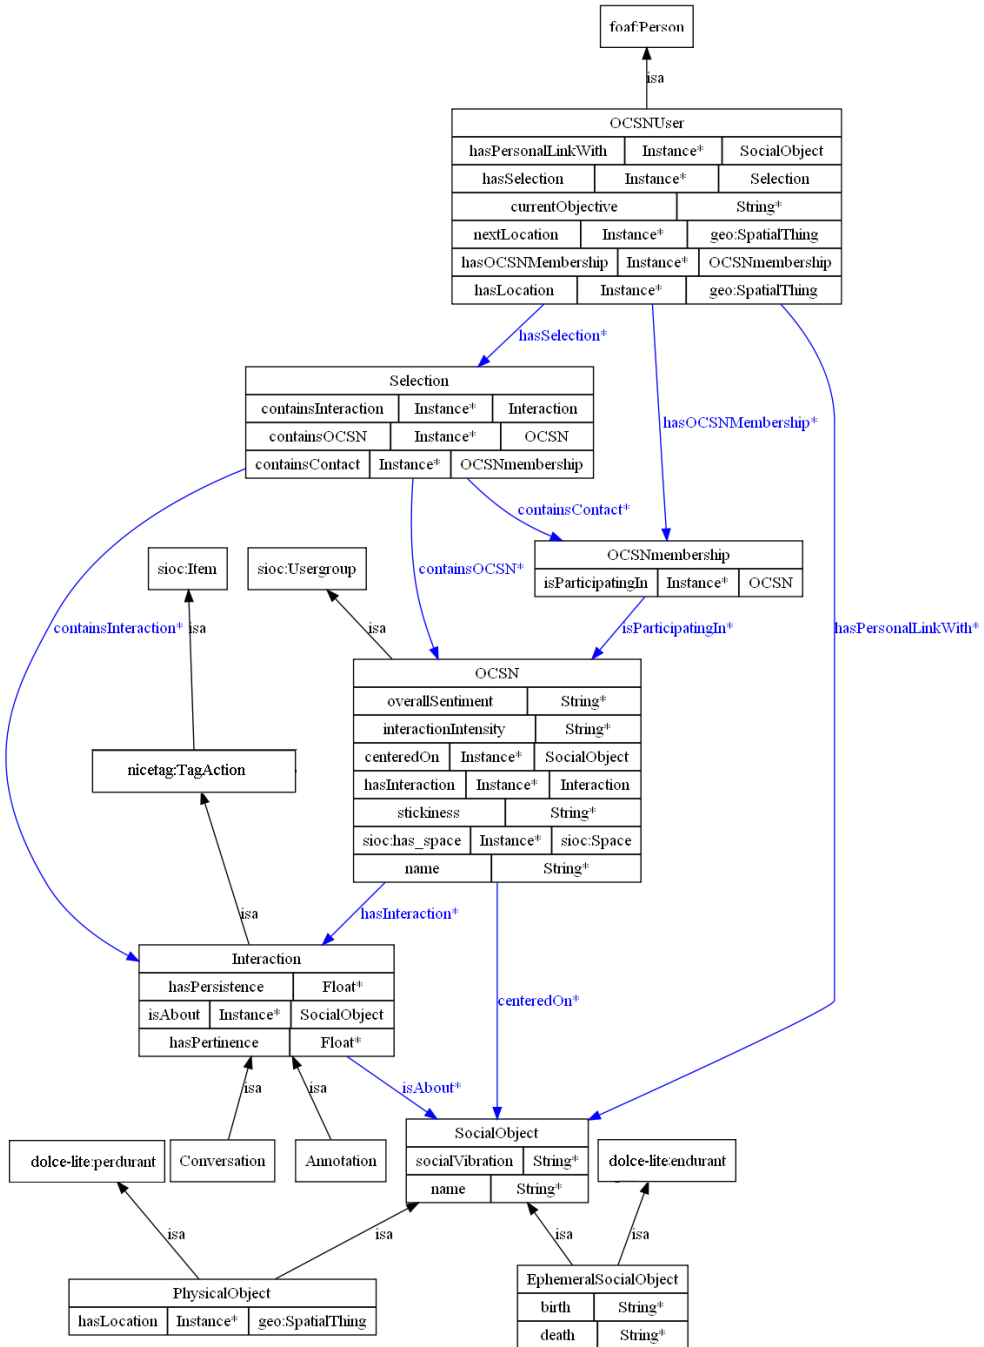 foaf:Person
isa
OCSNUser
hasPersonalLinkWith Instance* SocialObject
hasSelection Instance* Selection
currentObjective String*
nextLocation Instance* geo:SpatialThing
hasOCSNMembership Instance* OCSNmembership
hasLocation Instance* geo:SpatialThing
hasSelection*
Selection
containsInteraction Instance* Interaction
containsOCSN Instance* OCSN
containsContact Instance* OCSNmembership
hasOCSNMembership*
containsContact*
OCSNmembership
isParticipatingIn Instance* OCSN
sioc:Item
sioc:Usergroup
containsOCSN*
containsInteraction*
isa
isa
isParticipatingIn*
hasPersonalLinkWith*
OCSN
overallSentiment String*
interactionIntensity String*
centeredOn Instance* SocialObject
hasInteraction Instance* Interaction
stickiness String*
sioc:has_space Instance* sioc:Space
name String*
nicetag:TagAction
isa
hasInteraction*
Interaction
hasPersistence Float*
isAbout Instance* SocialObject
hasPertinence Float*
centeredOn*
isa
isa
isAbout*
Conversation
Annotation
SocialObject
socialVibration String*
name String*
dolce-lite:perdurant
dolce-lite:endurant
isa
isa
isa
isa
PhysicalObject
hasLocation Instance* geo:SpatialThing
EphemeralSocialObject
birth String*
death String*